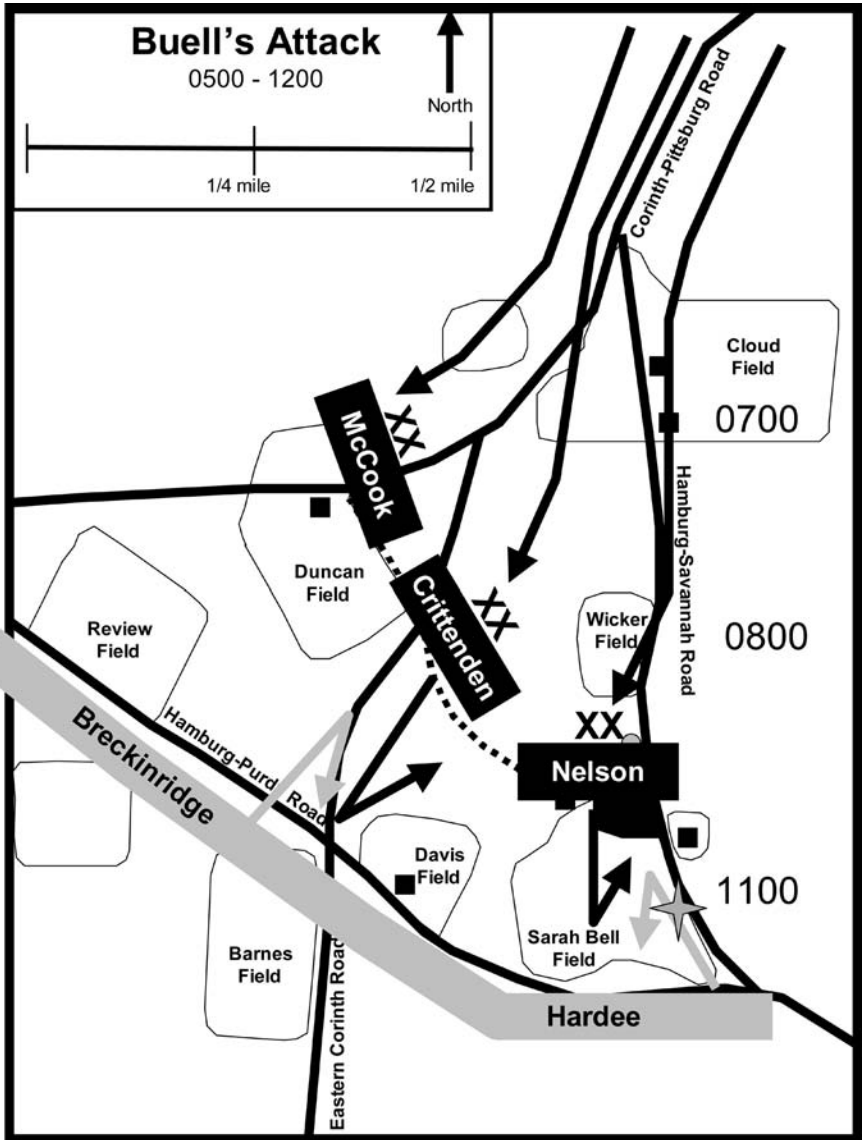 Buell's Attack
0500 - 1200
North
1/4 mile
1/2 mile
Corinth-Pittsburg Road
Cloud
Field
0700
McCook
XX
Hamburg-Savannah Road
Duncan
Field
Crittenden
XX
Wicker
Field
0800
Review
Field
Breckinridge
Hamburg-Purd Road
XX
Nelson
Davis
Field
1100
Sarah Bell
Field
Barnes
Field
Eastern Corinth Road
Hardee